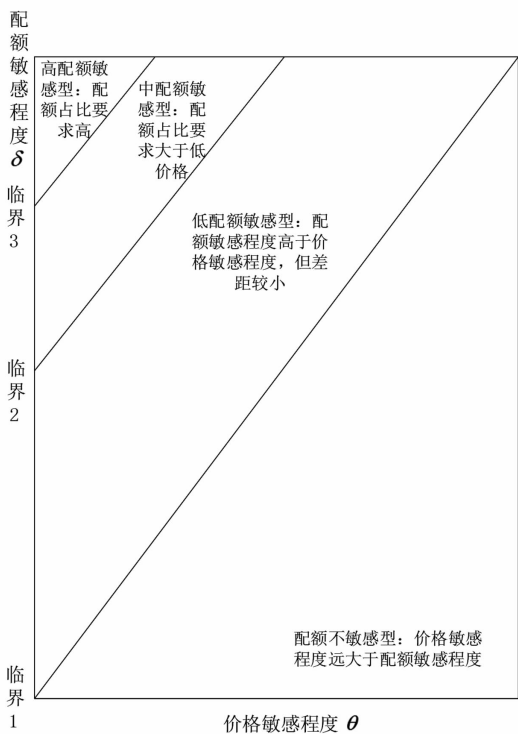 配额敏感程度δ
高配额敏
感型：配
额占比要
求高
中配额敏
感型：配
额占比要
求大于低
价格
临界3
低配额敏感型：配
额敏感程度高于价
格敏感程度，但差
距较小
临界2
配额不敏感型：价格敏感
程度远大于配额敏感程度
临界1
价格敏感程度 θ